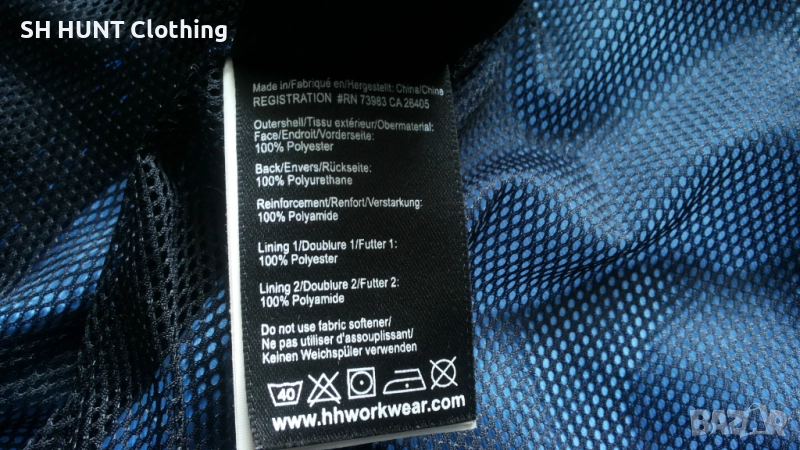 SH HUNT Clothing
Made in/Fabriqué en/Hergestellt: China/Chine
REGISTRATION #RN 73983 CA 26405
Outershell/Tissu extérieur/Obermaterial:
Face/Endroit/Vorderseite:
100% Polyester
Back/Envers/Rückseite:
100% Polyurethane
Reinforcement/Renfort/Verstarkung:
100% Polyamide
Lining 1/Doublure 1/Futter 1:
100% Polyester
Lining 2/Doublure 2/Futter 2:
100% Polyamide
Do not use fabric softener/
Ne pas utiliser d'assouplissant/
Keinen Weichspüler verwenden
40
www.hhworkwear.com
BAZAR